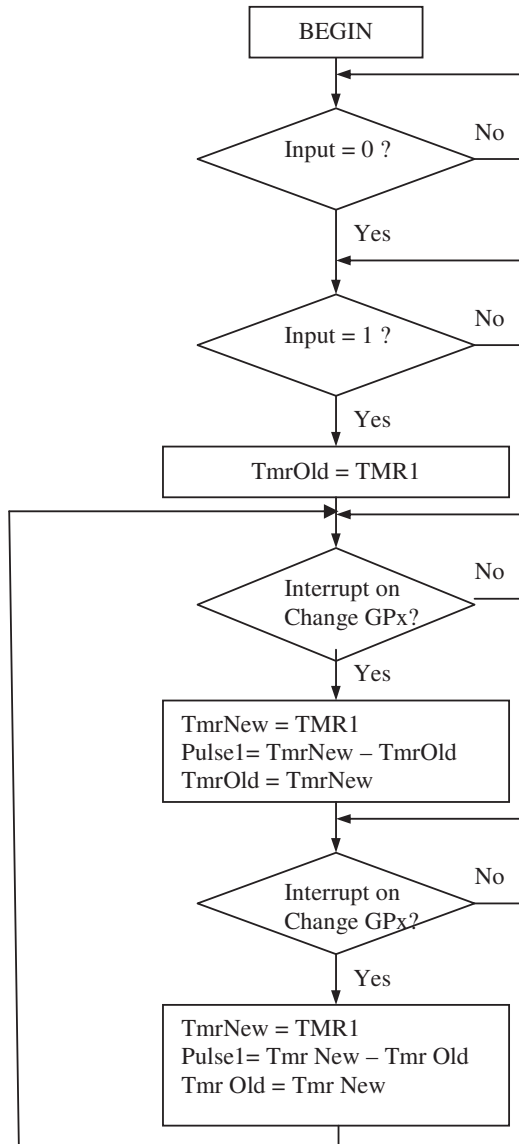 BEGIN
Input = 0 ?
No
Yes
Input = 1 ?
No
Yes
TmrOld = TMR1
Interrupt on
Change GPx?
No
Yes
TmrNew = TMR1
Pulse1= TmrNew – TmrOld
TmrOld = TmrNew
Interrupt on
Change GPx?
No
Yes
TmrNew = TMR1
Pulse1= Tmr New – Tmr Old
Tmr Old = Tmr New